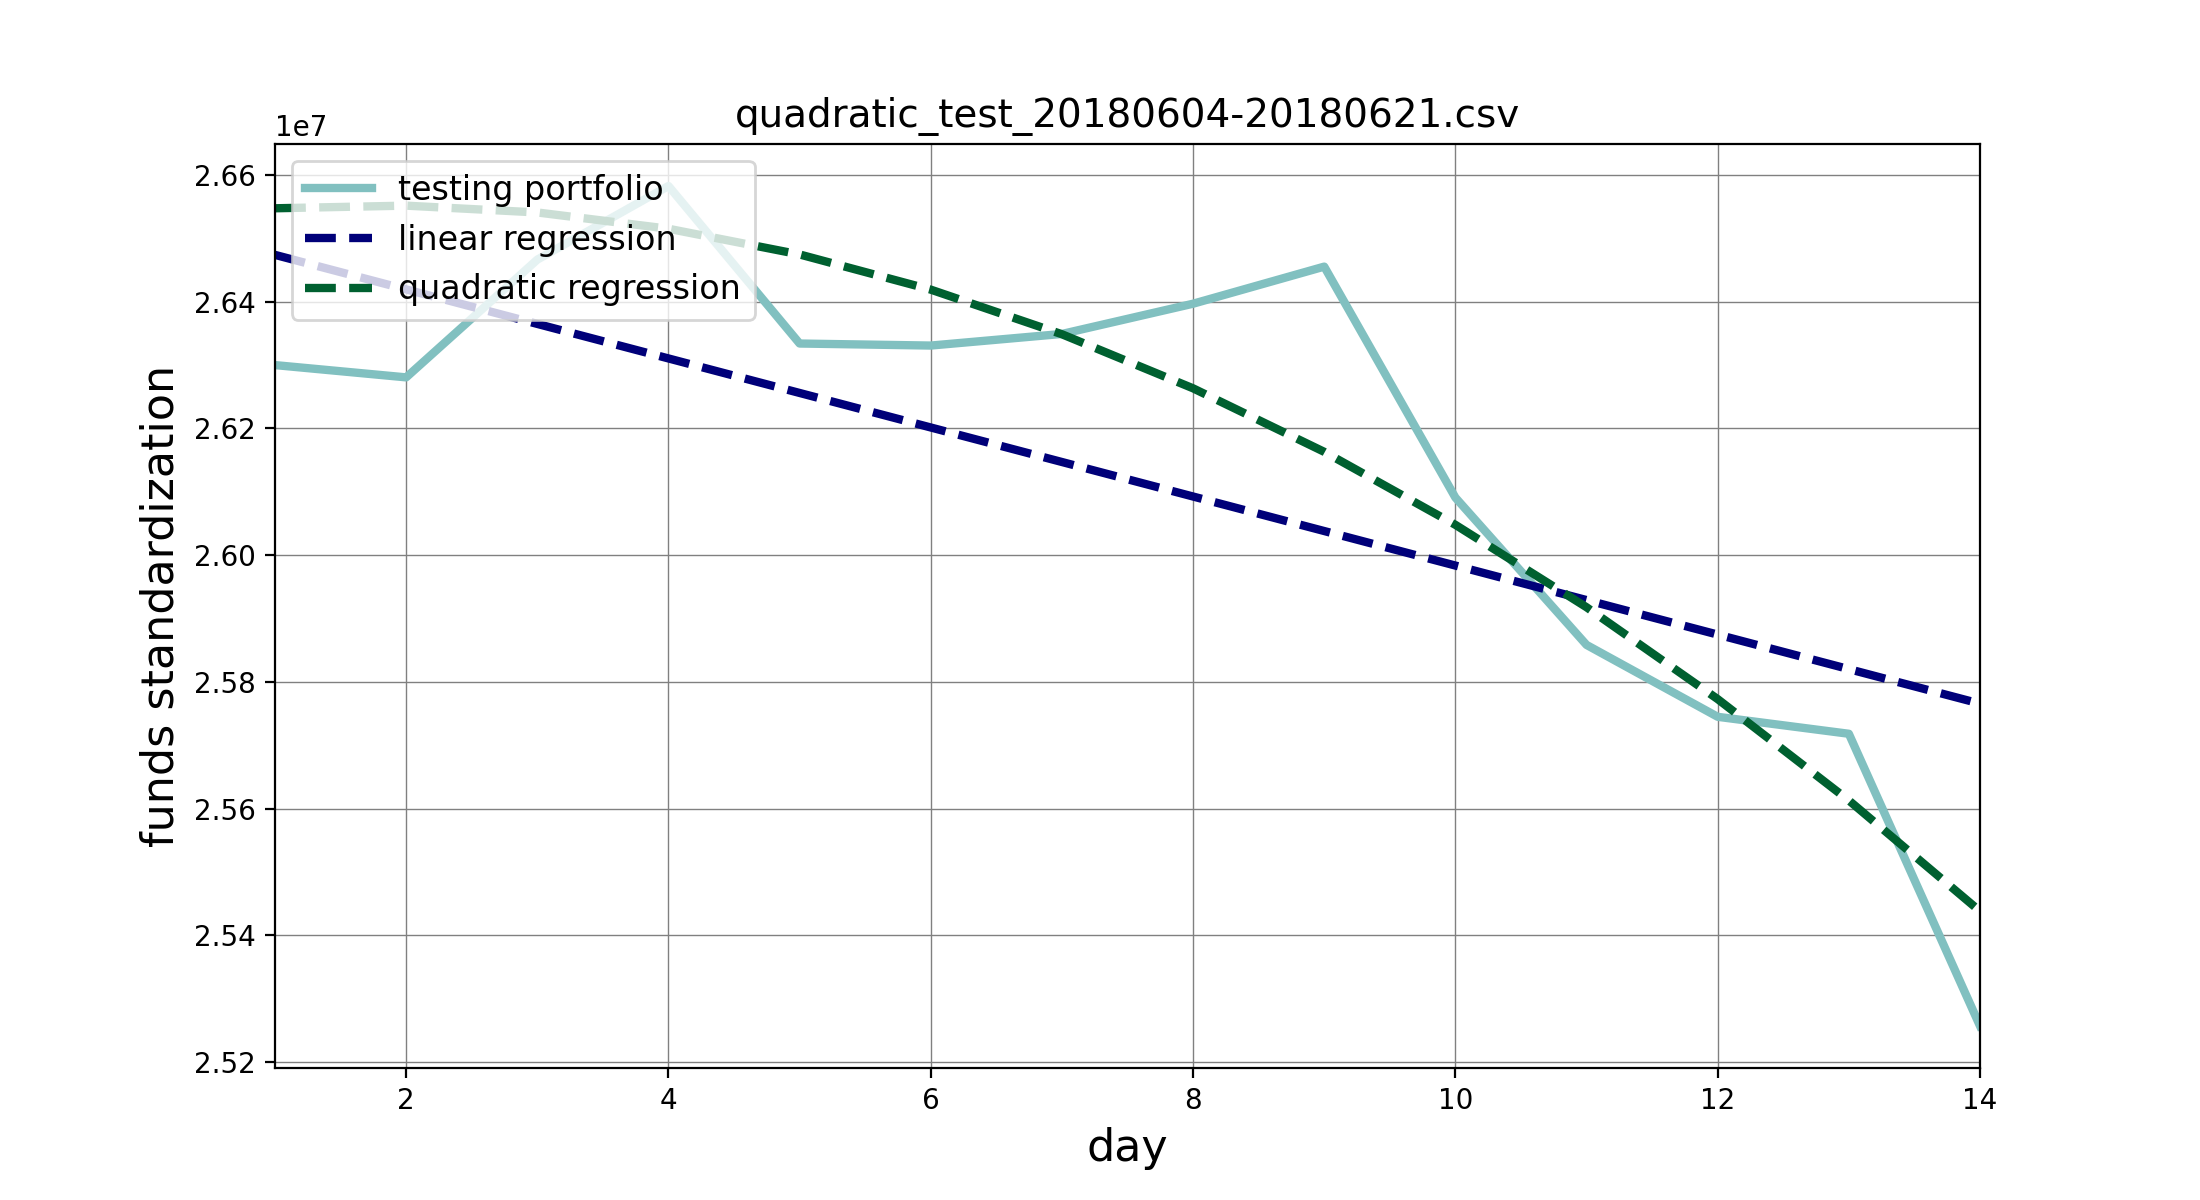 quadratic_test_20180604-20180621.csv
1e7
testing portfolio
linear regression
quadratic regression
2.66
2.64
2.62
2.60
2.58
2.56
2.54
2.52
funds standardization
2 4 6 8 10 12 14
day